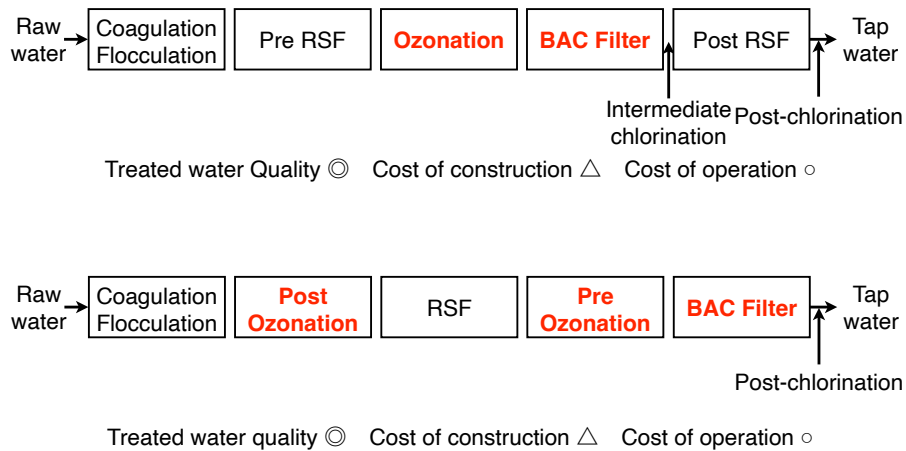 Raw water
Coagulation Flocculation
Pre RSF
Ozonation
BAC Filter
Post RSF
Tap water
Intermediate chlorination
Post-chlorination
Treated water Quality ◎ Cost of construction △ Cost of operation ○
Raw water
Coagulation Flocculation
Post Ozonation
RSF
Pre Ozonation
BAC Filter
Tap water
Post-chlorination
Treated water quality ◎ Cost of construction △ Cost of operation ○